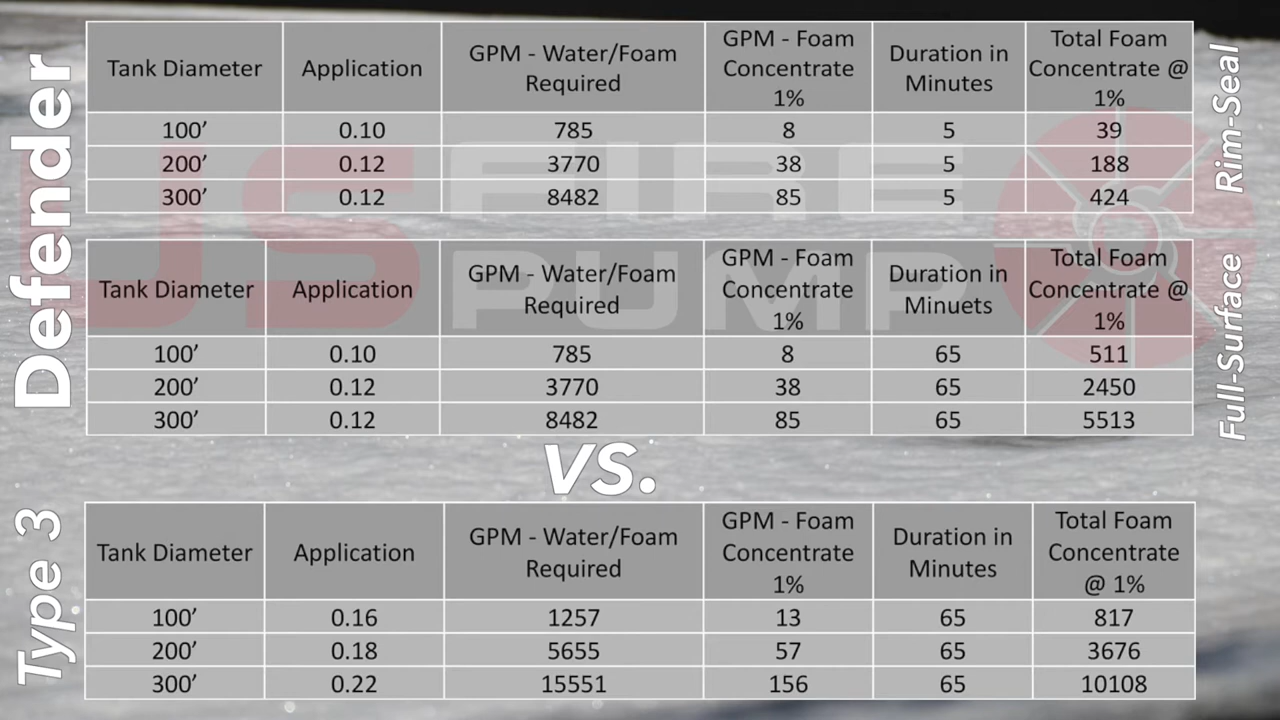 Defender
Rim-Seal
Tank Diameter Application GPM - Water/Foam Required GPM - Foam Concentrate 1% Duration in Minutes Total Foam Concentrate @ 1%
100’ 0.10 785 8 5 39
200’ 0.12 3770 38 5 188
300’ 0.12 8482 85 5 424
US FIRE PUMP
Full-Surface
Tank Diameter Application GPM - Water/Foam Required GPM - Foam Concentrate 1% Duration in Minuets Total Foam Concentrate @ 1%
100’ 0.10 785 8 65 511
200’ 0.12 3770 38 65 2450
300’ 0.12 8482 85 65 5513
vs.
Type 3
Tank Diameter Application GPM - Water/Foam Required GPM - Foam Concentrate 1% Duration in Minutes Total Foam Concentrate @ 1%
100’ 0.16 1257 13 65 817
200’ 0.18 5655 57 65 3676
300’ 0.22 15551 156 65 10108